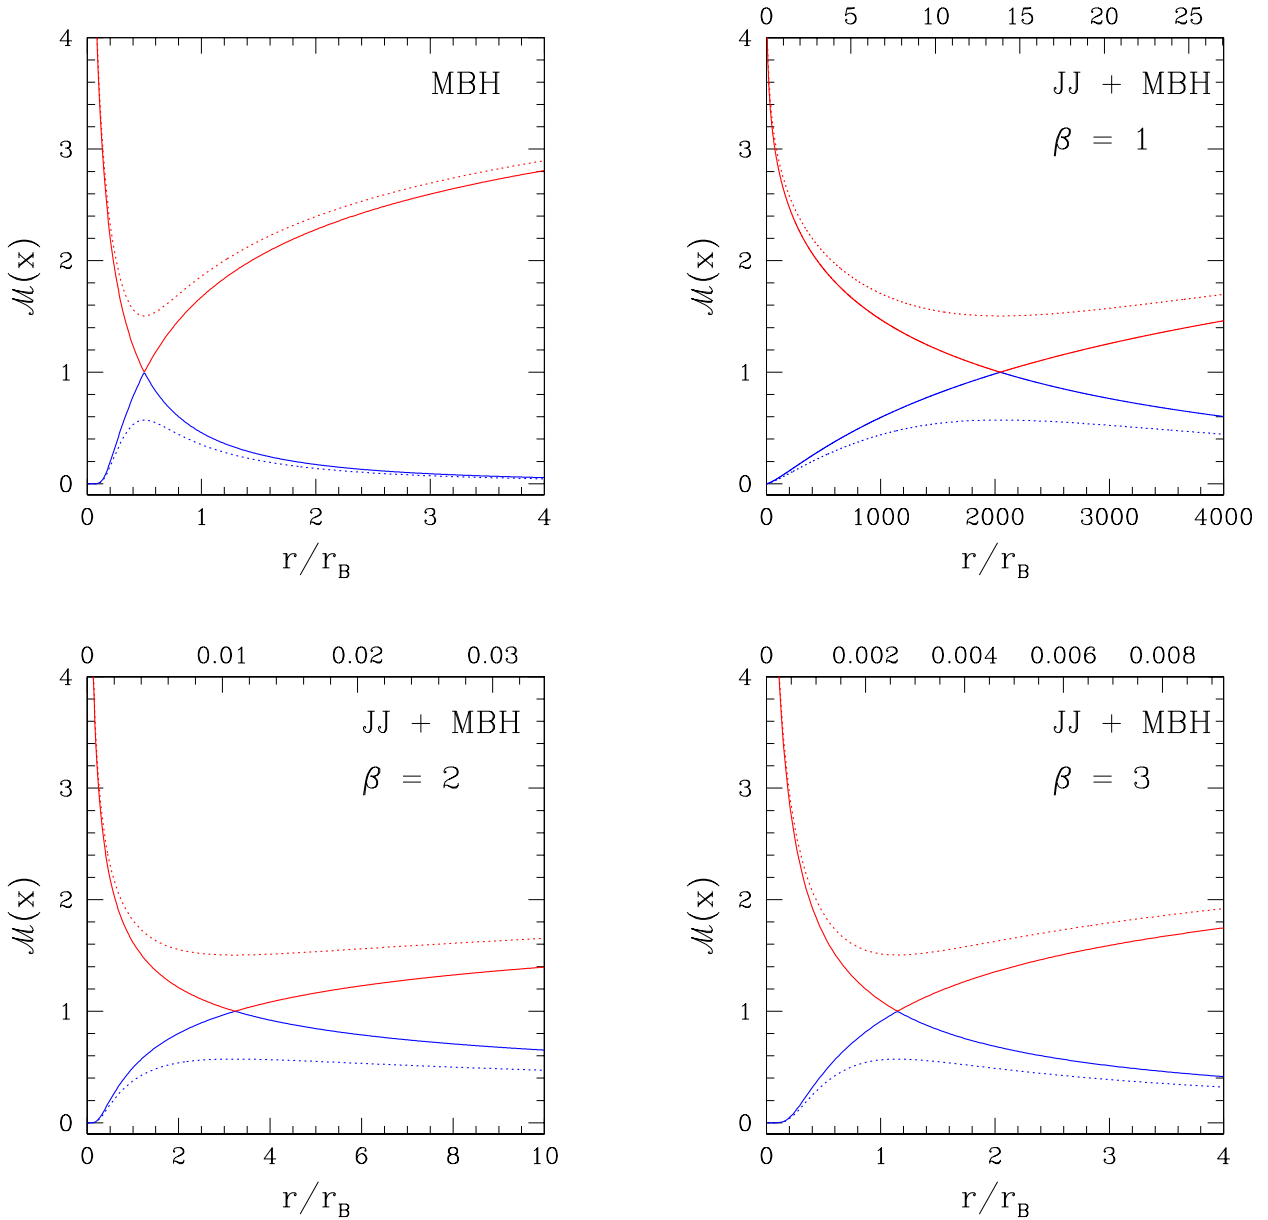 0 5 10 15 20 25
4 4
MBH JJ + MBH
β = 1
3 3
2 2
ℳ(x) ℳ(x)
1 1
0 0
0 1 2 3 4 0 1000 2000 3000 4000
r/r_B r/r_B
0 0.01 0.02 0.03 0 0.002 0.004 0.006 0.008
4 4
JJ + MBH JJ + MBH
β = 2 β = 3
3 3
2 2
ℳ(x) ℳ(x)
1 1
0 0
0 2 4 6 8 10 0 1 2 3 4
r/r_B r/r_B